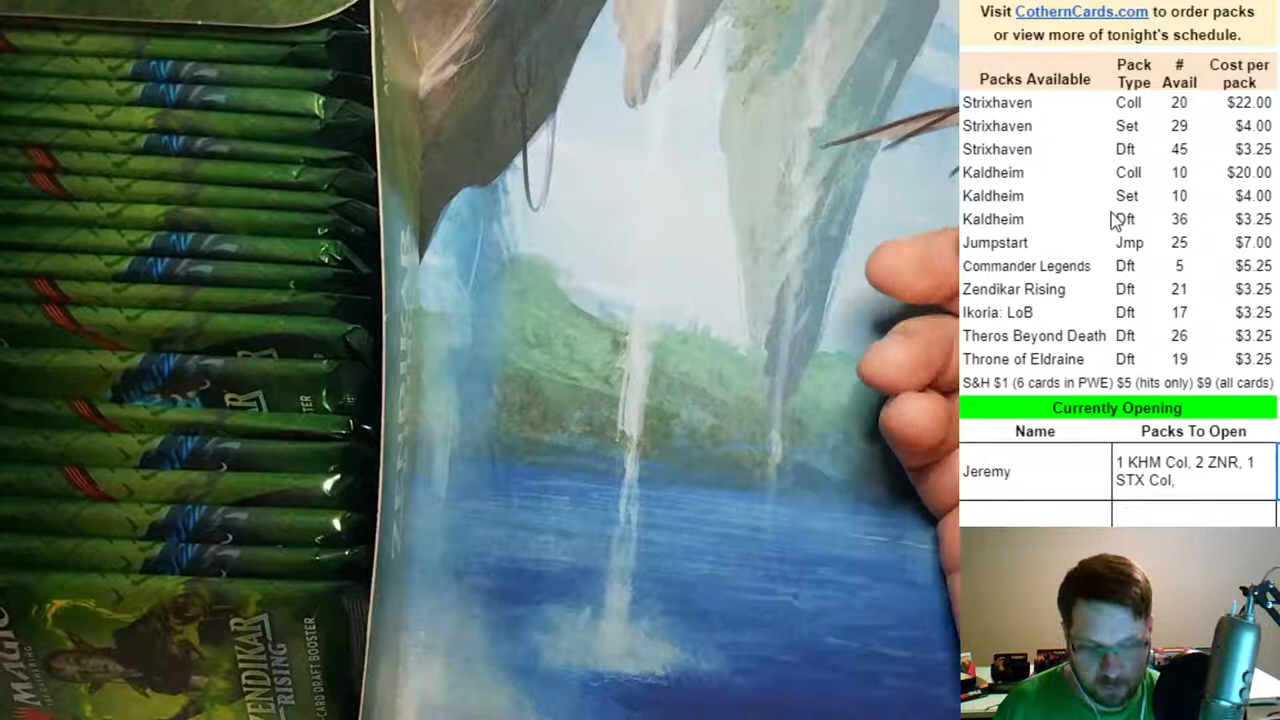 Visit CothernCards.com to order packs
or view more of tonight's schedule.
Packs Available Pack Type # Avail Cost per pack
Strixhaven Coll 20 $22.00
Strixhaven Set 29 $4.00
Strixhaven Dft 45 $3.25
Kaldheim Coll 10 $20.00
Kaldheim Set 10 $4.00
Kaldheim Dft 36 $3.25
Jumpstart Jmp 25 $7.00
Commander Legends Dft 5 $5.25
Zendikar Rising Dft 21 $3.25
Ikoria: LoB Dft 17 $3.25
Theros Beyond Death Dft 26 $3.25
Throne of Eldraine Dft 19 $3.25
S&H $1 (6 cards in PWE) $5 (hits only) $9 (all cards)
Currently Opening
Name Packs To Open
Jeremy 1 KHM Col, 2 ZNR, 1
STX Col,
MAGIC
THE GATHERING
ZENDIKAR
RISING
CARD DRAFT BOOSTER